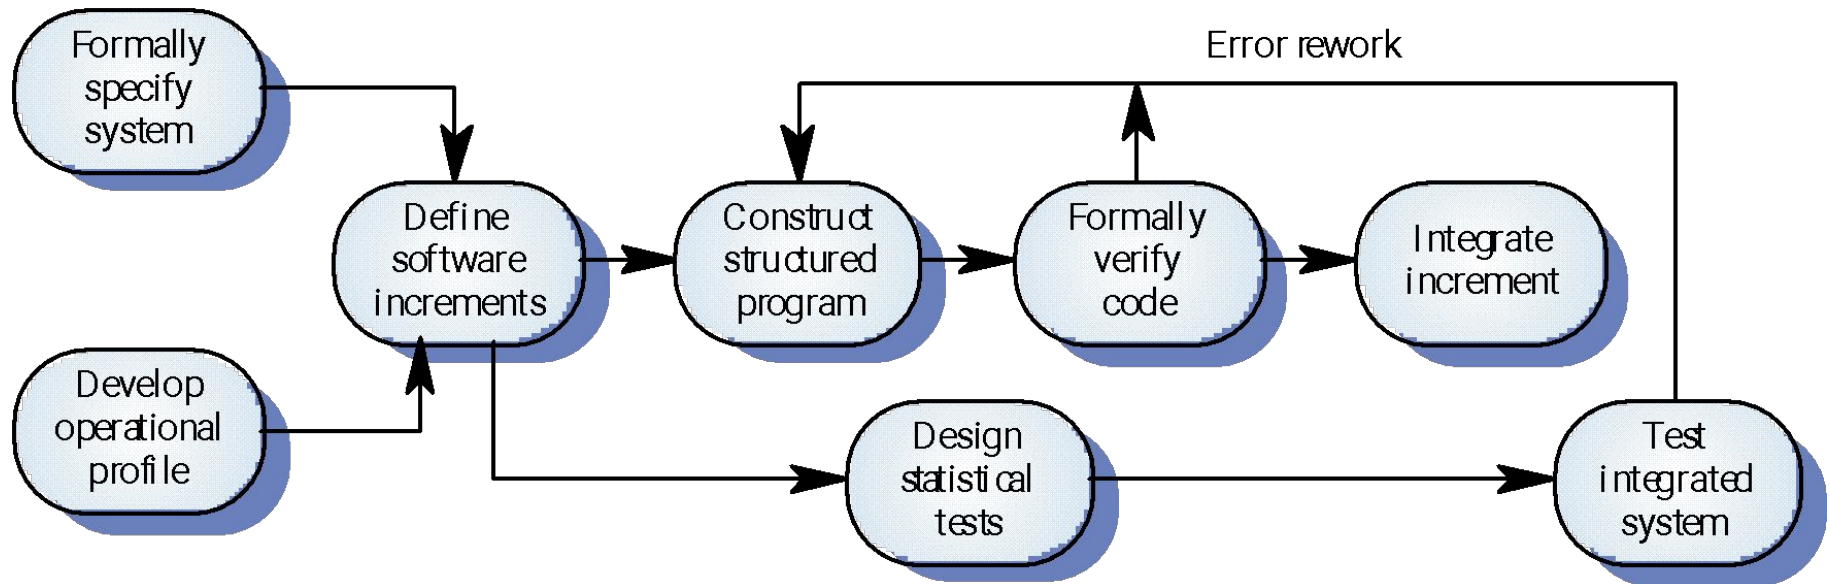 Formally
specify
system
Error rework
Define
software
increments
Construct
structured
program
Formally
verify
code
Integrate
increment
Develop
operational
profile
Design
statistical
tests
Test
integrated
system